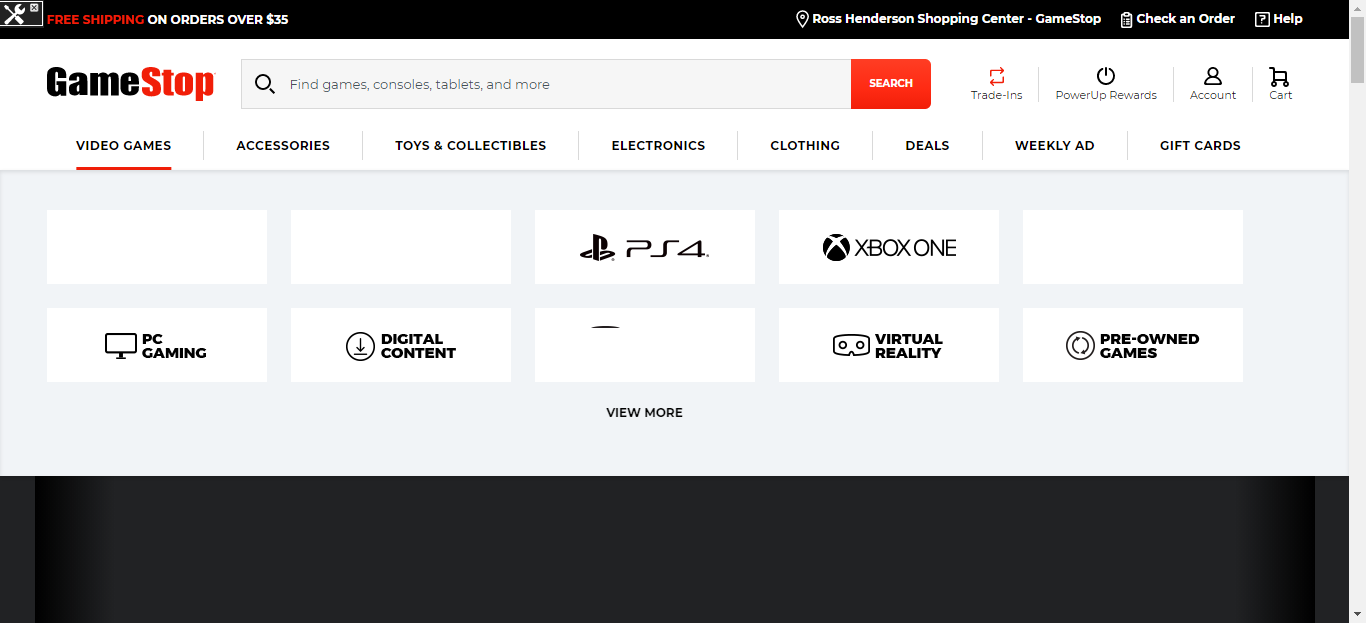 FREE SHIPPING ON ORDERS OVER $35
Ross Henderson Shopping Center - GameStop
Check an Order
Help
GameStop
Find games, consoles, tablets, and more
SEARCH
Trade-Ins
PowerUp Rewards
Account
Cart
VIDEO GAMES
ACCESSORIES
TOYS & COLLECTIBLES
ELECTRONICS
CLOTHING
DEALS
WEEKLY AD
GIFT CARDS
PS4
XBOX ONE
PC
GAMING
DIGITAL
CONTENT
VIRTUAL
REALITY
PRE-OWNED
GAMES
VIEW MORE